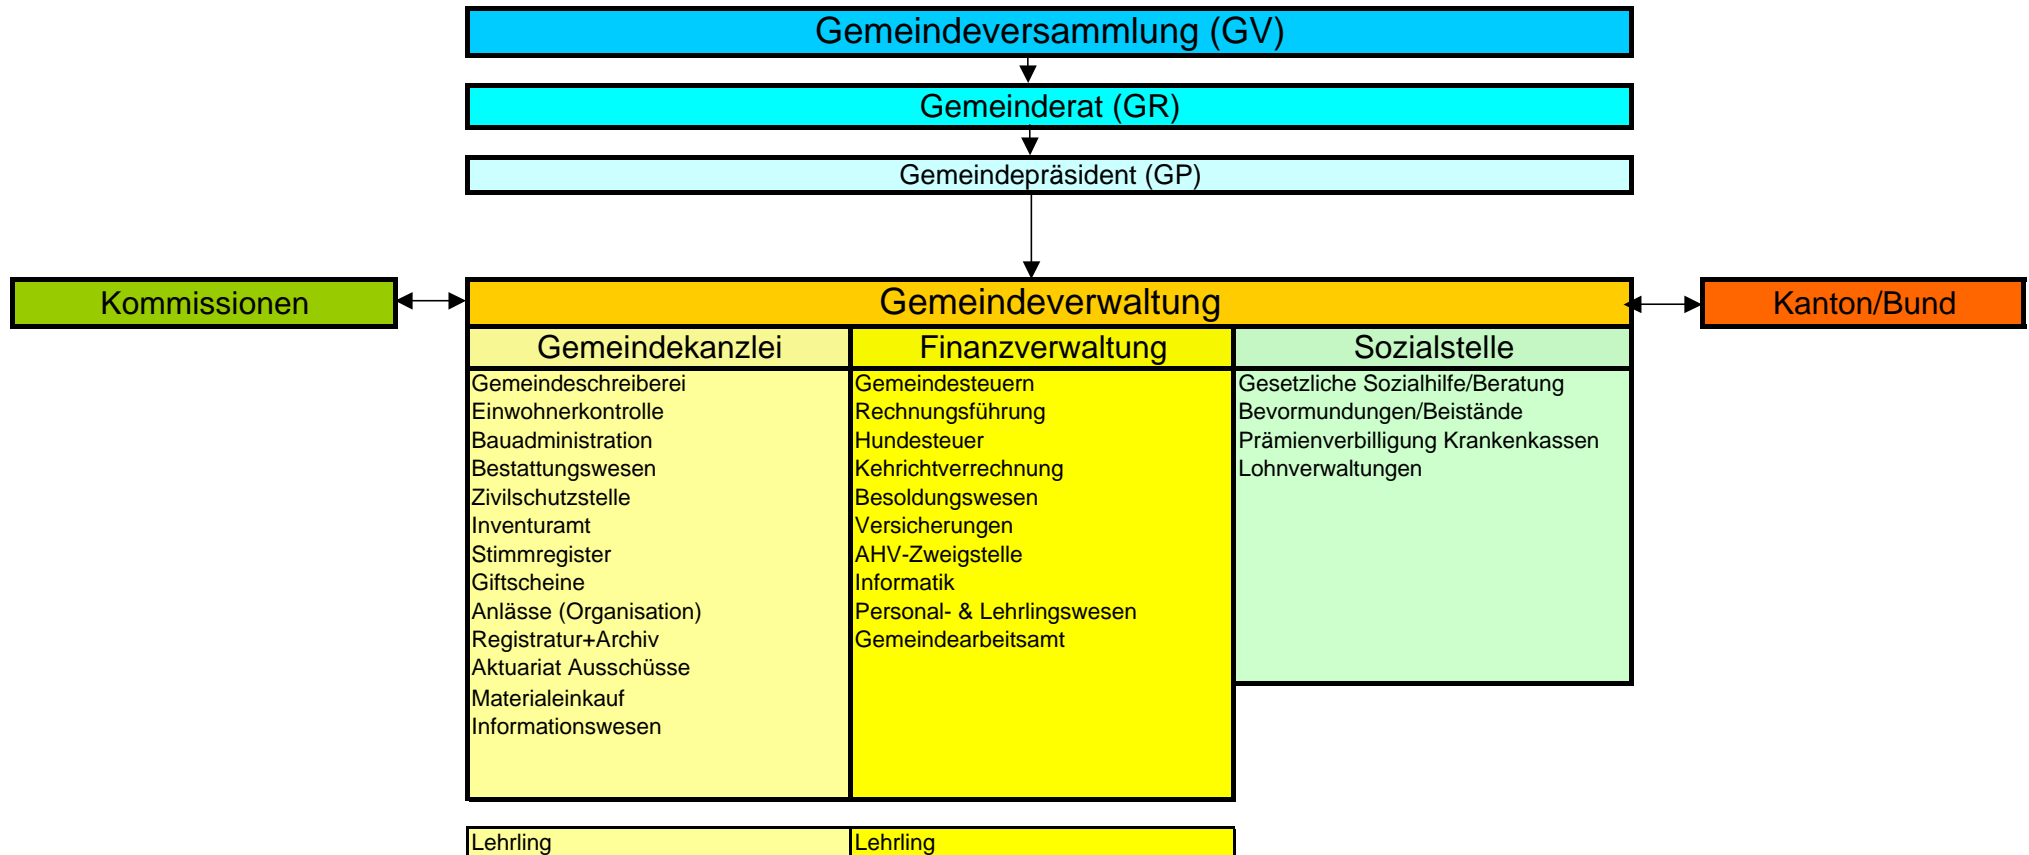 Gemeindeversammlung (GV)
Gemeinderat (GR)
Gemeindepräsident (GP)
Kommissionen
Gemeindeverwaltung
Kanton/Bund
Gemeindekanzlei
Gemeindeschreiberei
Einwohnerkontrolle
Bauadministration
Bestattungswesen
Zivilschutzstelle
Inventuramt
Stimmregister
Giftscheine
Anlässe (Organisation)
Registratur+Archiv
Aktuariat Ausschüsse
Materialeinkauf
Informationswesen
Finanzverwaltung
Gemeindesteuern
Rechnungsführung
Hundesteuer
Kehrichtverrechnung
Besoldungswesen
Versicherungen
AHV-Zweigstelle
Informatik
Personal- & Lehrlingswesen
Gemeindearbeitsamt
Sozialstelle
Gesetzliche Sozialhilfe/Beratung
Bevormundungen/Beistände
Prämienverbilligung Krankenkassen
Lohnverwaltungen
Lehrling
Lehrling